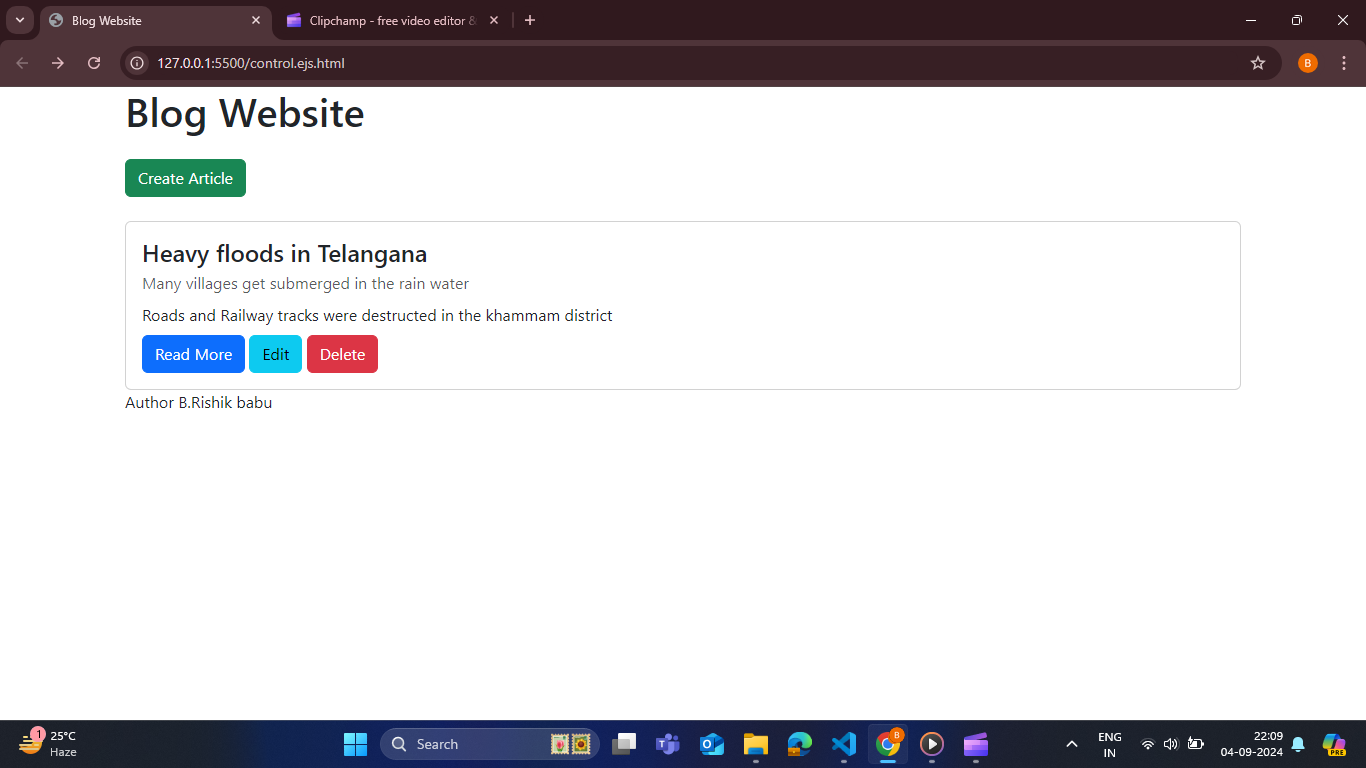 Blog Website
Clipchamp - free video editor &
127.0.0.1:5500/control.ejs.html
B
Blog Website
Create Article
Heavy floods in Telangana
Many villages get submerged in the rain water
Roads and Railway tracks were destructed in the khammam district
Read More
Edit
Delete
Author B.Rishik babu
1
25°C
Haze
Search
B
ENG
IN
22:09
04-09-2024
PRE